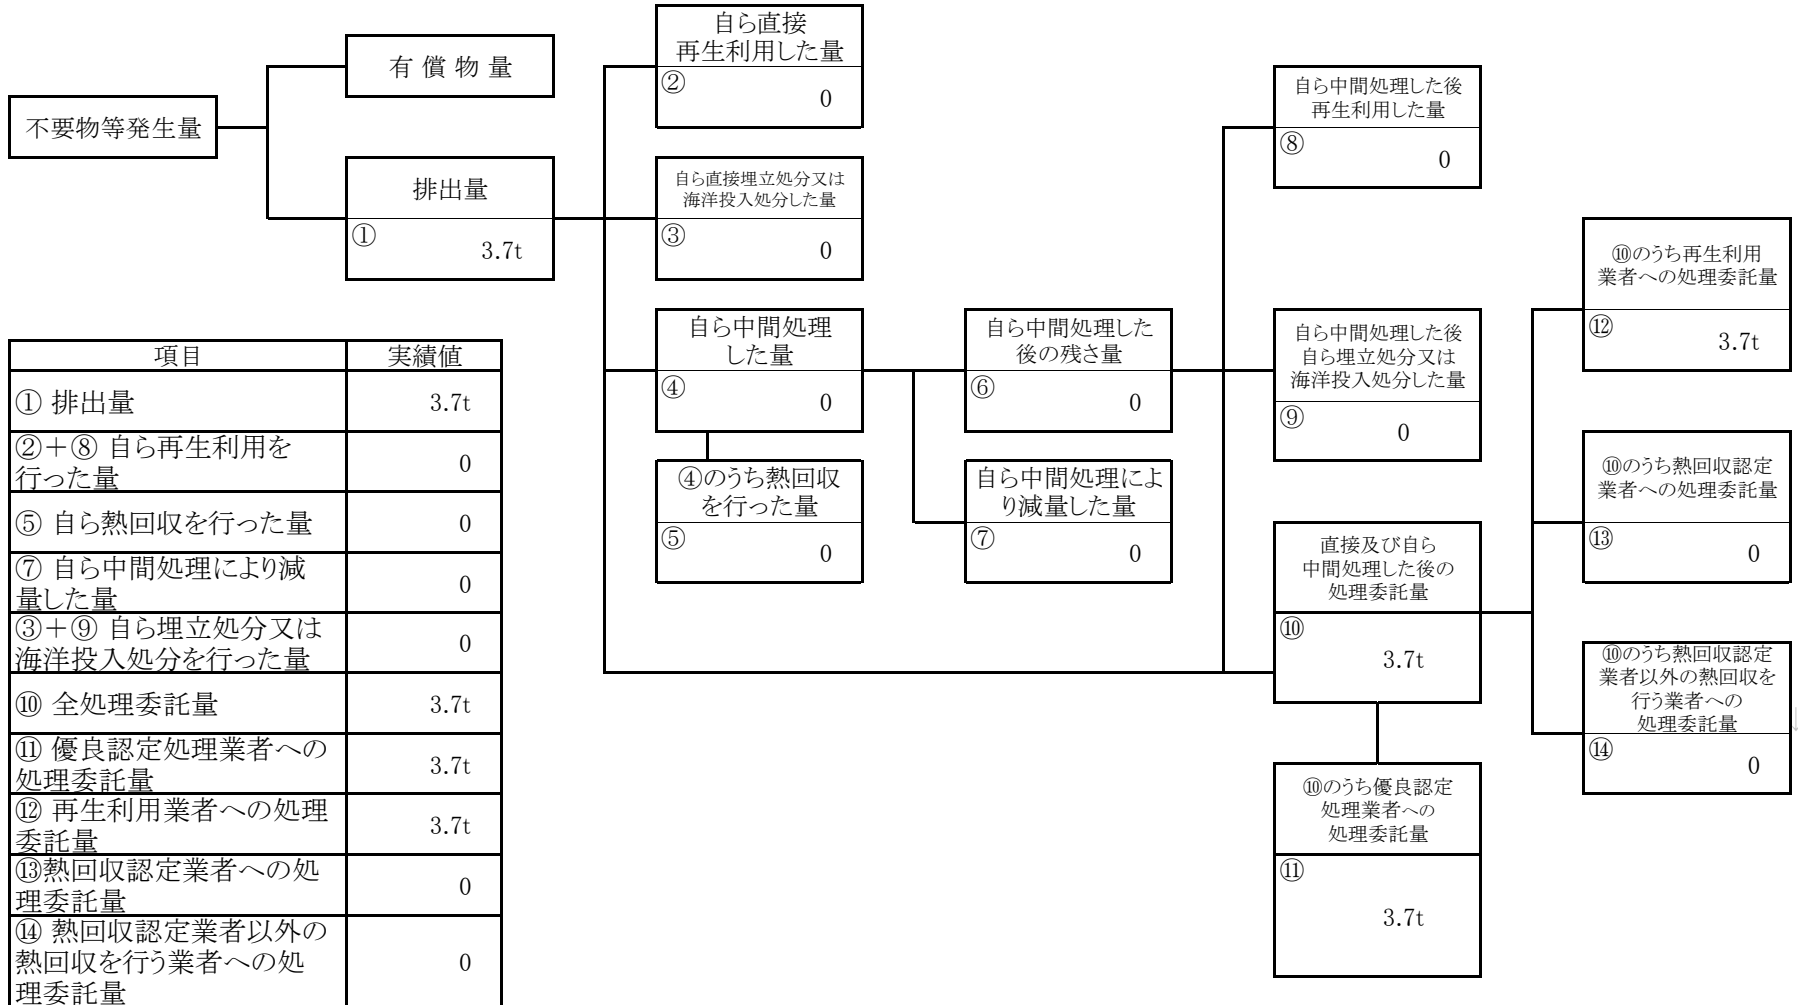 不要物等発生量
有 償 物 量
排出量
①
3.7t
自ら直接
再生利用した量
②
0
自ら直接埋立処分又は
海洋投入処分した量
③
0
自ら中間処理
した量
④
0
④のうち熱回収
を行った量
⑤
0
自ら中間処理した
後の残さ量
⑥
0
自ら中間処理によ
り減量した量
⑦
0
自ら中間処理した後
再生利用した量
⑧
0
自ら中間処理した後
自ら埋立処分又は
海洋投入処分した量
⑨
0
直接及び自ら
中間処理した後の
処理委託量
⑩
3.7t
⑩のうち優良認定
処理業者への
処理委託量
⑪
3.7t
⑩のうち再生利用
業者への処理委託量
⑫
3.7t
⑩のうち熱回収認定
業者への処理委託量
⑬
0
⑩のうち熱回収認定
業者以外の熱回収を
行う業者への
処理委託量
⑭
0
項目 実績値
① 排出量 3.7t
②＋⑧ 自ら再生利用を
行った量
0
⑤ 自ら熱回収を行った量 0
⑦ 自ら中間処理により減
量した量
0
③＋⑨ 自ら埋立処分又は
海洋投入処分を行った量
0
⑩ 全処理委託量 3.7t
⑪ 優良認定処理業者への
処理委託量
3.7t
⑫ 再生利用業者への処理
委託量
3.7t
⑬熱回収認定業者への処
理委託量
0
⑭ 熱回収認定業者以外の
熱回収を行う業者への処
理委託量
0